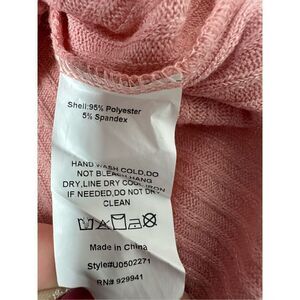 Shell:95% Polyester
5% Spandex
HAND WASH COLD,DO
NOT BLEACH,HANG
DRY,LINE DRY COOL IRON
IF NEEDED,DO NOT DRY
CLEAN
Made in China
Style#U0502271
RN# 929941